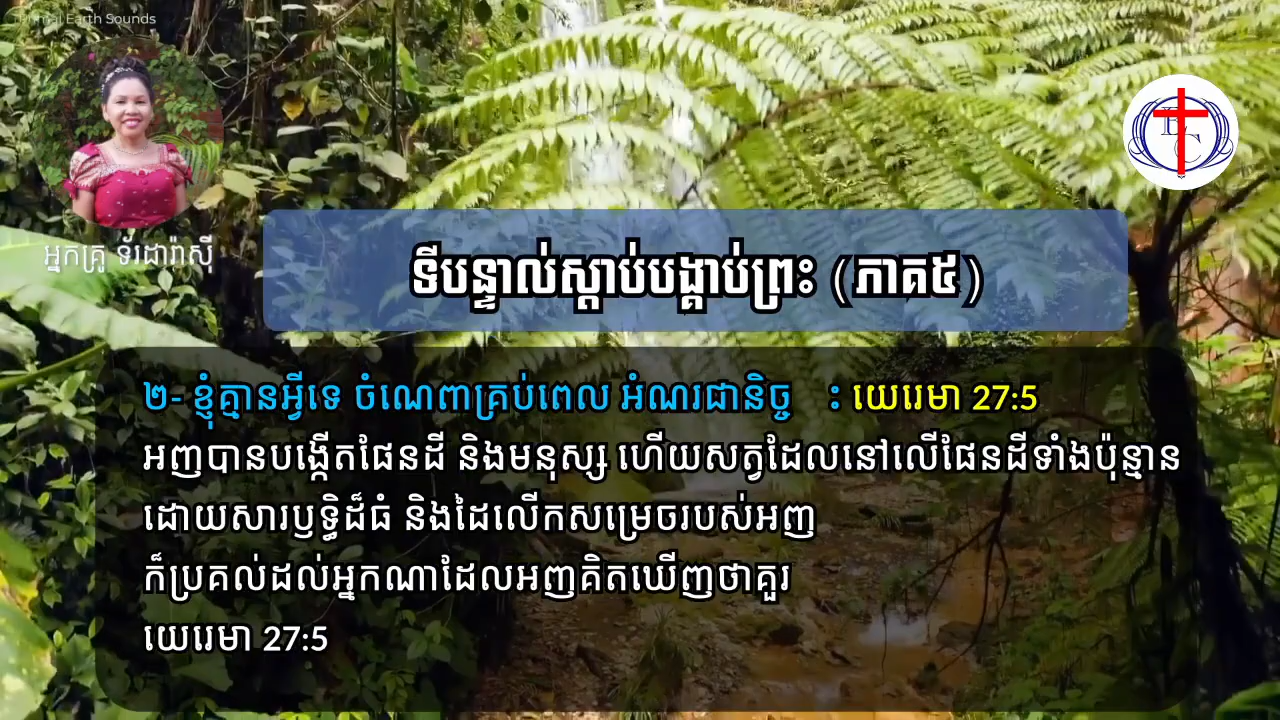 Earth Sounds
អ្នកគ្រូ ទ័រដារ៉ាស៊ី
ទីបន្ទាល់ស្ដាប់បង្គាប់ព្រះ (ភាគ៥)
២- ខ្ញុំគ្មានអ្វីទេ ចំណេញគ្រប់ពេល អំណរជានិច្ច ៖ យេរេមា 27:5
អញបានបង្កើតផែនដី និងមនុស្ស ហើយសត្វដែលនៅលើផែនដីទាំងប៉ុន្មាន
ដោយសារឫទ្ធិដ៏ធំ និងដៃលើកសម្រេចរបស់អញ
ក៏ប្រគល់ដល់អ្នកណាដែលអញគិតឃើញថាគួរ
យេរេមា 27:5